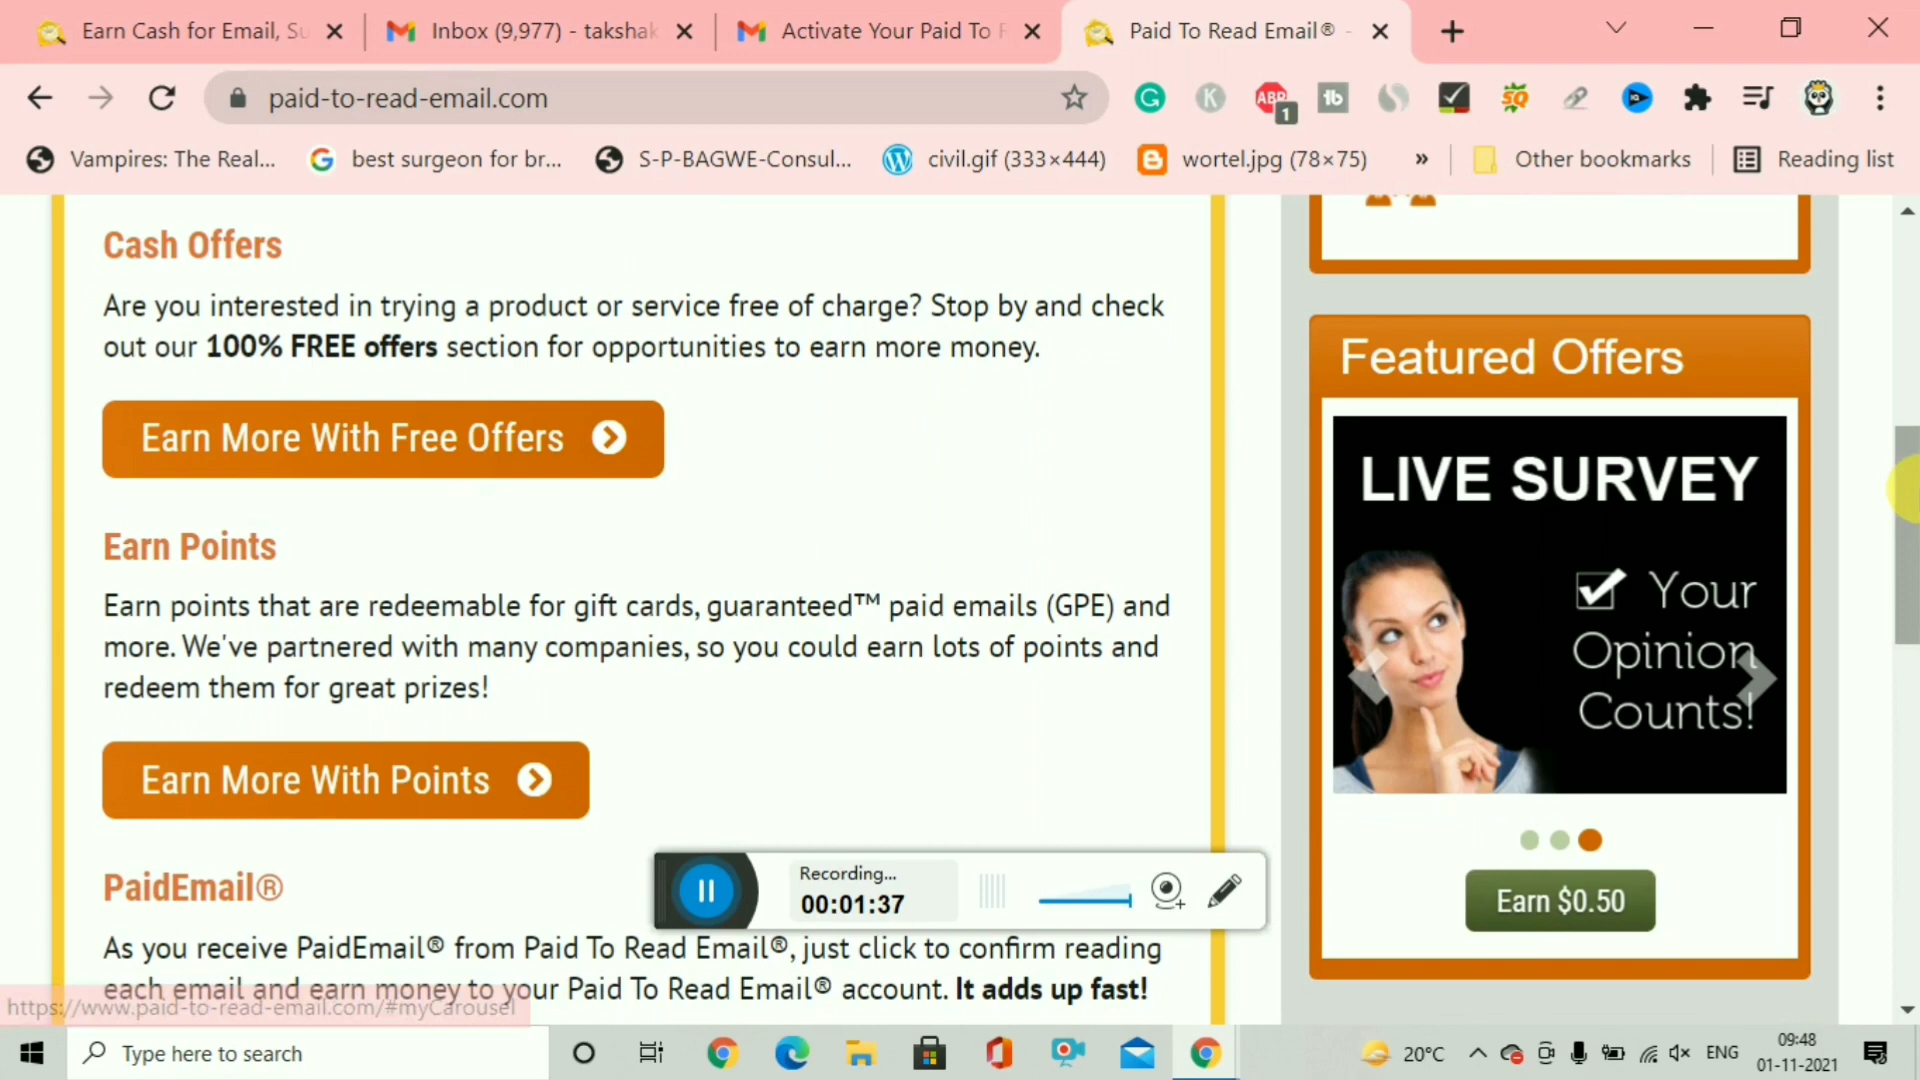 Earn Cash for Email, Su
Inbox (9,977) - takshak
Activate Your Paid To R
Paid To Read Email® -
paid-to-read-email.com
G
K
ABP
1
tb
SQ
Vampires: The Real...
best surgeon for br...
S-P-BAGWE-Consul...
civil.gif (333×444)
wortel.jpg (78×75)
»
Other bookmarks
Reading list
Cash Offers
Are you interested in trying a product or service free of charge? Stop by and check
out our 100% FREE offers section for opportunities to earn more money.
Earn More With Free Offers
Earn Points
Earn points that are redeemable for gift cards, guaranteed™ paid emails (GPE) and
more. We've partnered with many companies, so you could earn lots of points and
redeem them for great prizes!
Earn More With Points
PaidEmail®
As you receive PaidEmail® from Paid To Read Email®, just click to confirm reading
each email and earn money to your Paid To Read Email® account. It adds up fast!
Featured Offers
LIVE SURVEY
Your
Opinion
Counts!
Earn $0.50
Recording...
00:01:37
https://www.paid-to-read-email.com/#myCarousel
Type here to search
20°C
ENG
09:48
01-11-2021